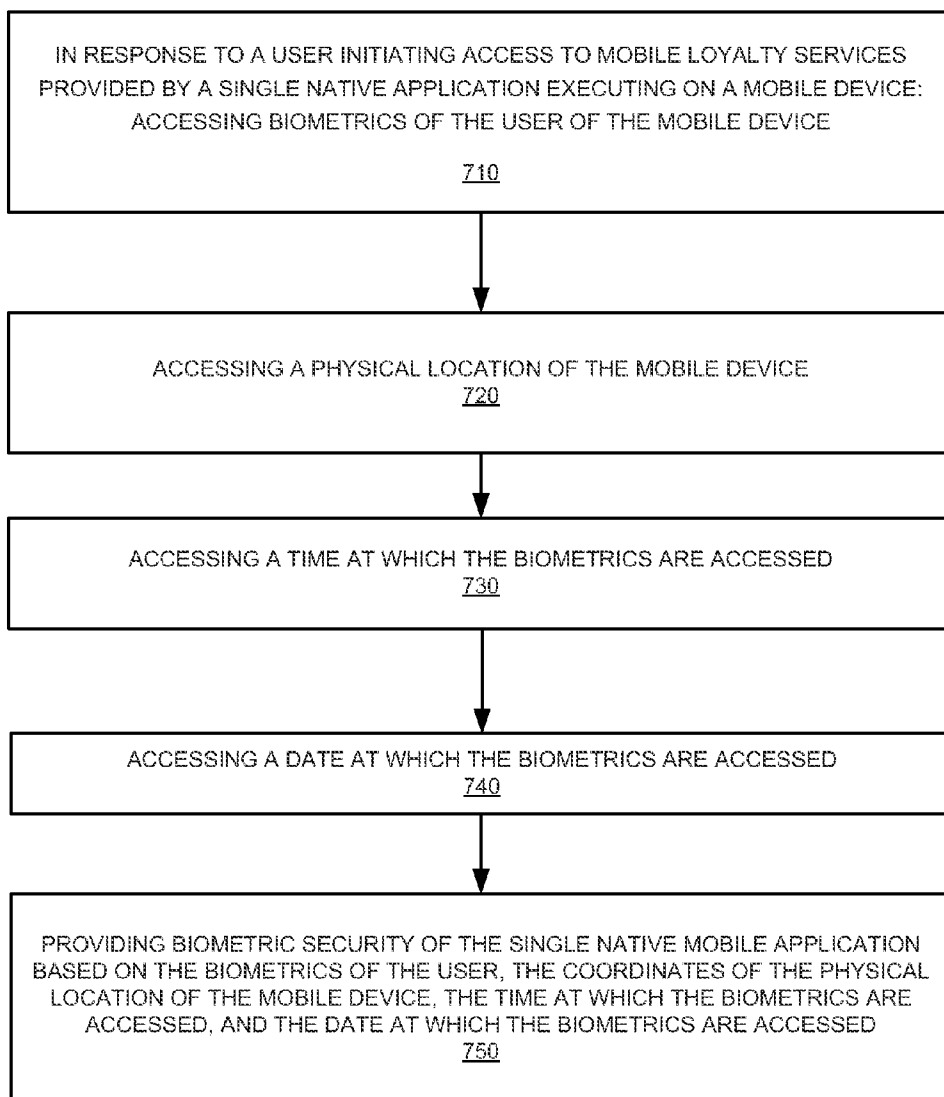 IN RESPONSE TO A USER INITIATING ACCESS TO MOBILE LOYALTY SERVICES
PROVIDED BY A SINGLE NATIVE APPLICATION EXECUTING ON A MOBILE DEVICE:
ACCESSING BIOMETRICS OF THE USER OF THE MOBILE DEVICE
710
ACCESSING A PHYSICAL LOCATION OF THE MOBILE DEVICE
720
ACCESSING A TIME AT WHICH THE BIOMETRICS ARE ACCESSED
730
ACCESSING A DATE AT WHICH THE BIOMETRICS ARE ACCESSED
740
PROVIDING BIOMETRIC SECURITY OF THE SINGLE NATIVE MOBILE APPLICATION
BASED ON THE BIOMETRICS OF THE USER, THE COORDINATES OF THE PHYSICAL
LOCATION OF THE MOBILE DEVICE, THE TIME AT WHICH THE BIOMETRICS ARE
ACCESSED, AND THE DATE AT WHICH THE BIOMETRICS ARE ACCESSED
750